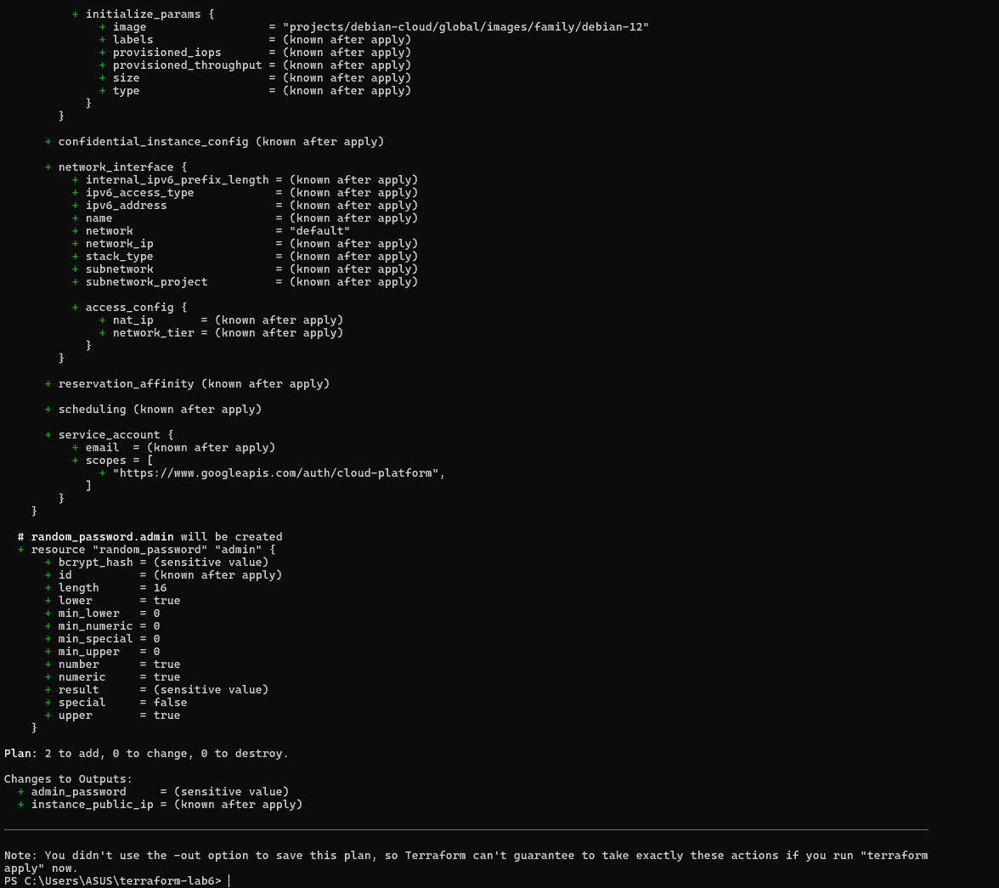 + initialize_params {
              + image                  = "projects/debian-cloud/global/images/family/debian-12"
              + labels                 = (known after apply)
              + provisioned_iops       = (known after apply)
              + provisioned_throughput = (known after apply)
              + size                   = (known after apply)
              + type                   = (known after apply)
            }
        }

      + confidential_instance_config (known after apply)

      + network_interface {
          + internal_ipv6_prefix_length = (known after apply)
          + ipv6_access_type            = (known after apply)
          + ipv6_address                = (known after apply)
          + name                        = (known after apply)
          + network                     = "default"
          + network_ip                  = (known after apply)
          + stack_type                  = (known after apply)
          + subnetwork                  = (known after apply)
          + subnetwork_project          = (known after apply)

          + access_config {
              + nat_ip       = (known after apply)
              + network_tier = (known after apply)
            }
        }

      + reservation_affinity (known after apply)

      + scheduling (known after apply)

      + service_account {
          + email  = (known after apply)
          + scopes = [
              + "https://www.googleapis.com/auth/cloud-platform",
            ]
        }
    }

  # random_password.admin will be created
  + resource "random_password" "admin" {
      + bcrypt_hash = (sensitive value)
      + id          = (known after apply)
      + length      = 16
      + lower       = true
      + min_lower   = 0
      + min_numeric = 0
      + min_special = 0
      + min_upper   = 0
      + number      = true
      + numeric     = true
      + result      = (sensitive value)
      + special     = false
      + upper       = true
    }

Plan: 2 to add, 0 to change, 0 to destroy.

Changes to Outputs:
  + admin_password     = (sensitive value)
  + instance_public_ip = (known after apply)

Note: You didn't use the -out option to save this plan, so Terraform can't guarantee to take exactly these actions if you run "terraform
apply" now.
PS C:\Users\ASUS\terraform-lab6>